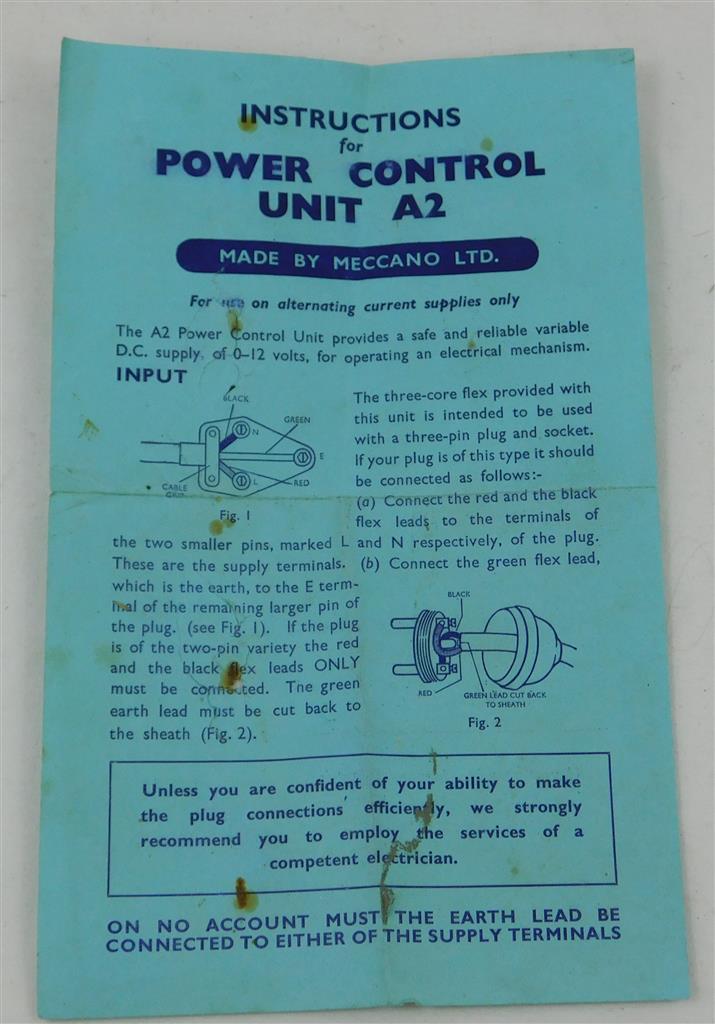 INSTRUCTIONS
for
POWER CONTROL
UNIT A2
MADE BY MECCANO LTD.
For use on alternating current supplies only
The A2 Power Control Unit provides a safe and reliable variable
D.C. supply, of 0–12 volts, for operating an electrical mechanism.
INPUT
BLACK
GREEN
N
E
L
RED
CABLE
GRIP
Fig. 1
The three-core flex provided with
this unit is intended to be used
with a three-pin plug and socket.
If your plug is of this type it should
be connected as follows:-
(a) Connect the red and the black
flex leads to the terminals of
the two smaller pins, marked L and N respectively, of the plug.
These are the supply terminals. (b) Connect the green flex lead,
which is the earth, to the E term-
inal of the remaining larger pin of
the plug. (see Fig. 1). If the plug
is of the two-pin variety the red
and the black flex leads ONLY
must be connected. The green
earth lead must be cut back to
the sheath (Fig. 2).
BLACK
RED
GREEN LEAD CUT BACK
TO SHEATH
Fig. 2
Unless you are confident of your ability to make
the plug connections efficiently, we strongly
recommend you to employ the services of a
competent electrician.
ON NO ACCOUNT MUST THE EARTH LEAD BE
CONNECTED TO EITHER OF THE SUPPLY TERMINALS